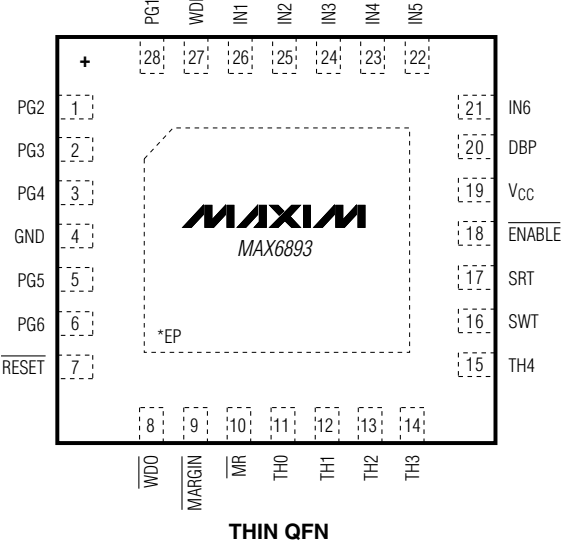 PG1 WDI IN1 IN2 IN3 IN4 IN5
+ 28 27 26 25 24 23 22
PG2 1 21 IN6
PG3 2 20 DBP
PG4 3 19 VCC
GND 4 18 ENABLE
PG5 5 17 SRT
PG6 6 16 SWT
RESET 7 15 TH4
MAXIM
MAX6893
*EP
8 9 10 11 12 13 14
WDO MARGIN MR TH0 TH1 TH2 TH3
THIN QFN